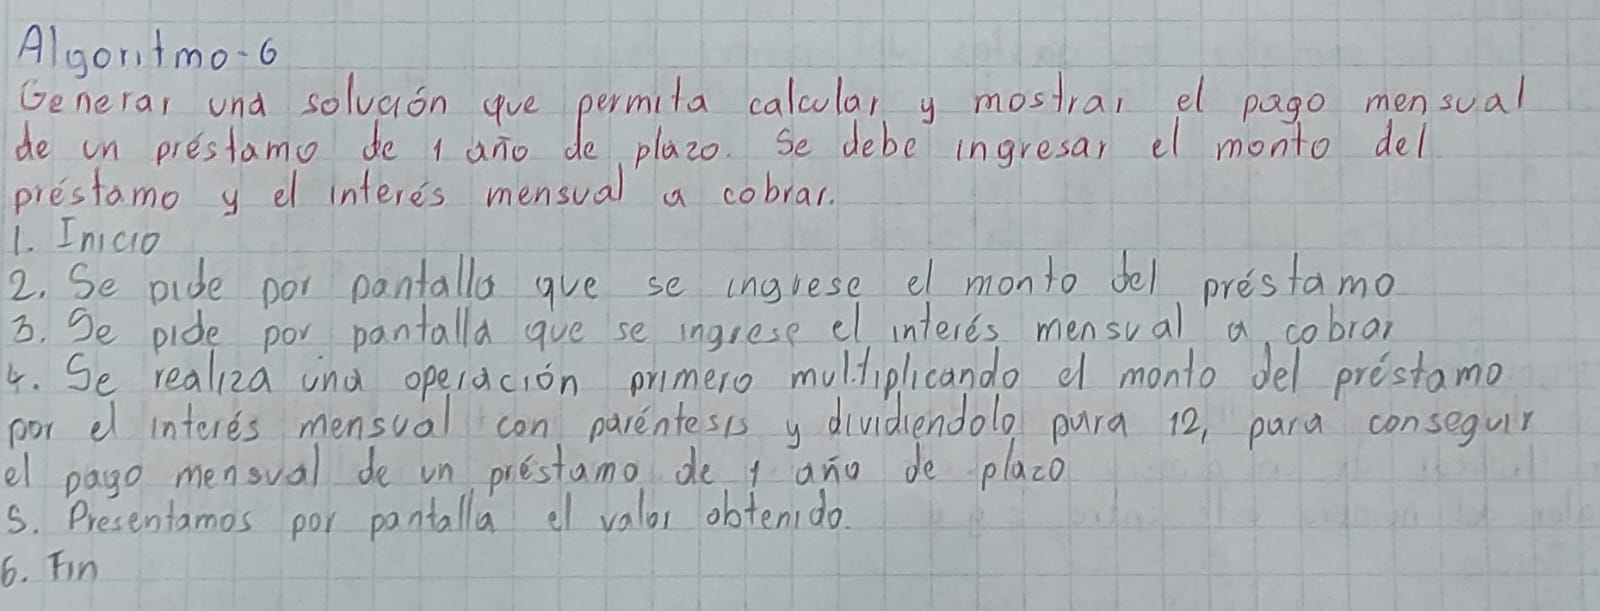 Algoritmo-6
Generar una solución que permita calcular y mostrar el pago mensual
de un préstamo de 1 año de plazo. Se debe ingresar el monto del
préstamo y el interés mensual a cobrar.
1. Inicio
2. Se pide por pantalla que se ingrese el monto del préstamo
3. Se pide por pantalla que se ingrese el interés mensual a cobrar
4. Se realiza una operación primero multiplicando el monto del préstamo
por el interés mensual con paréntesis y dividiendolo para 12, para conseguir
el pago mensual de un préstamo de 1 año de plazo
5. Presentamos por pantalla el valor obtenido.
6. Fin